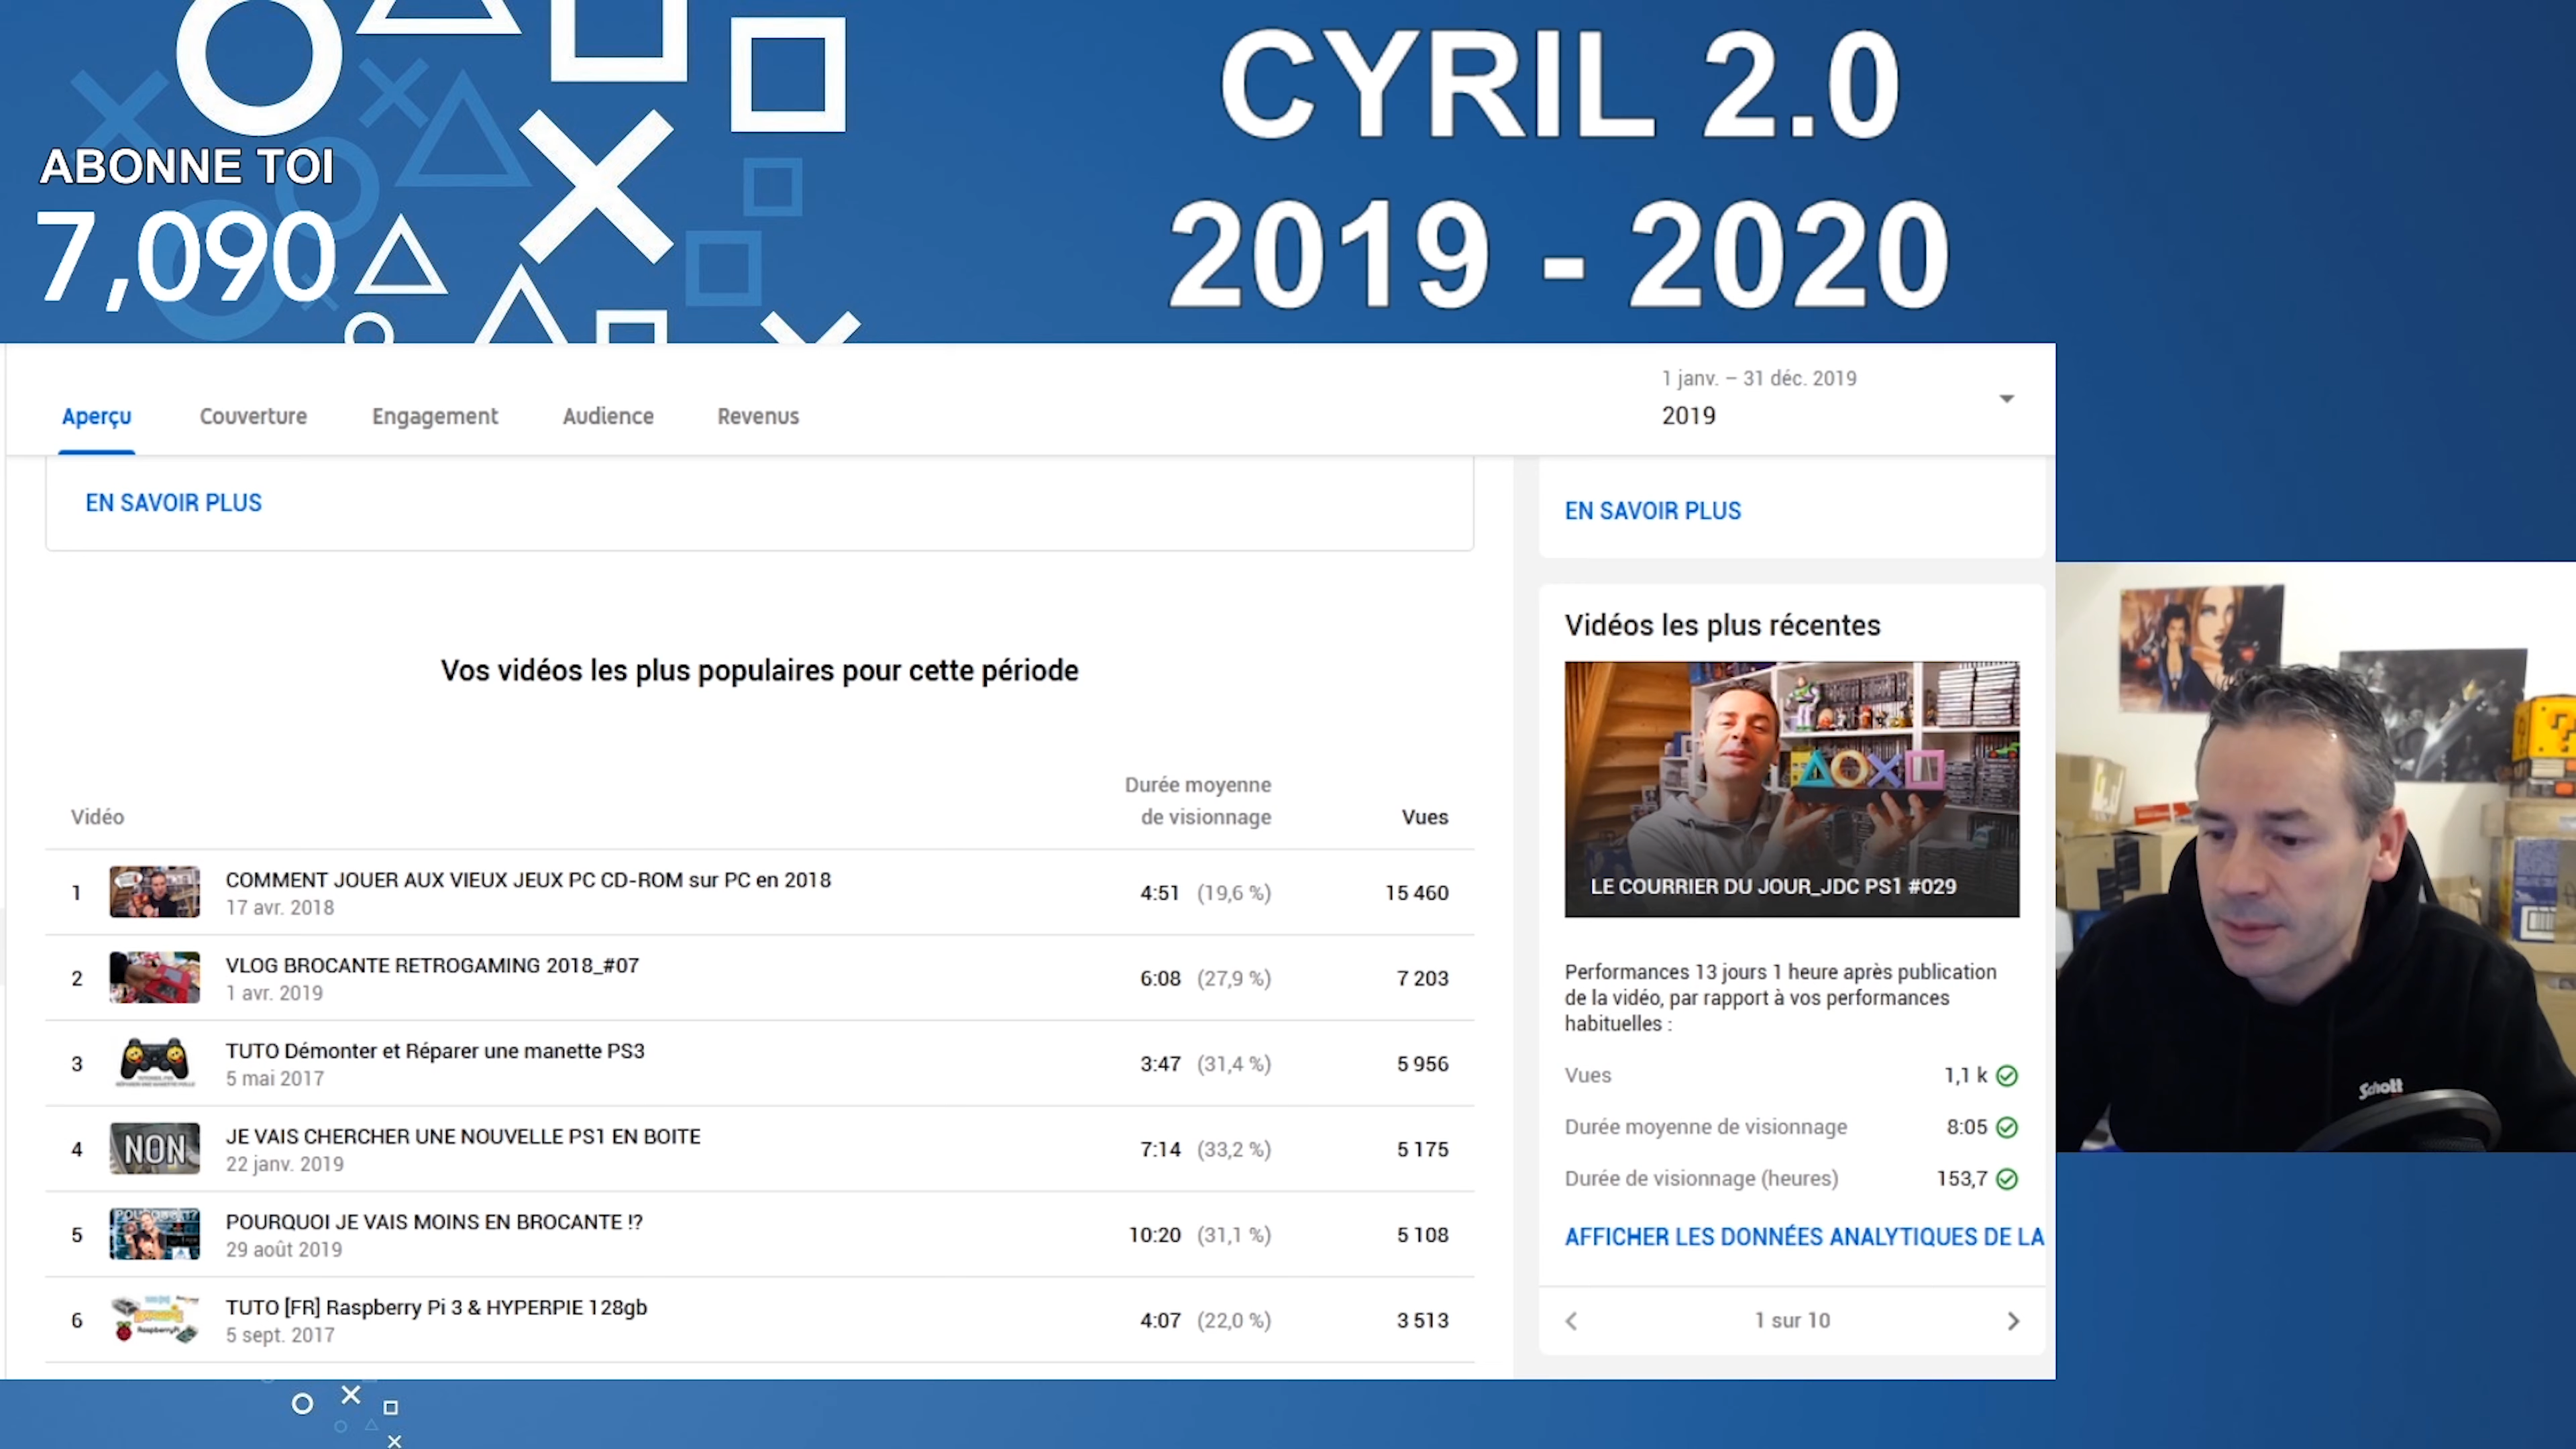 CYRIL 2.0
2019 - 2020
ABONNE TOI
7,090
Aperçu
Couverture
Engagement
Audience
Revenus
1 janv. – 31 déc. 2019
2019
EN SAVOIR PLUS
Vos vidéos les plus populaires pour cette période
Vidéo
Durée moyenne
de visionnage
Vues
1
COMMENT JOUER AUX VIEUX JEUX PC CD-ROM sur PC en 2018
17 avr. 2018
4:51 (19,6 %)
15 460
2
VLOG BROCANTE RETROGAMING 2018_#07
1 avr. 2019
6:08 (27,9 %)
7 203
3
TUTO Démonter et Réparer une manette PS3
5 mai 2017
3:47 (31,4 %)
5 956
4
NON
JE VAIS CHERCHER UNE NOUVELLE PS1 EN BOITE
22 janv. 2019
7:14 (33,2 %)
5 175
5
POURQUOI JE VAIS MOINS EN BROCANTE !?
29 août 2019
10:20 (31,1 %)
5 108
6
TUTO [FR] Raspberry Pi 3 & HYPERPIE 128gb
5 sept. 2017
4:07 (22,0 %)
3 513
EN SAVOIR PLUS
Vidéos les plus récentes
LE COURRIER DU JOUR_JDC PS1 #029
Performances 13 jours 1 heure après publication
de la vidéo, par rapport à vos performances
habituelles :
Vues
1,1 k
Durée moyenne de visionnage
8:05
Durée de visionnage (heures)
153,7
AFFICHER LES DONNÉES ANALYTIQUES DE LA
1 sur 10
Schott